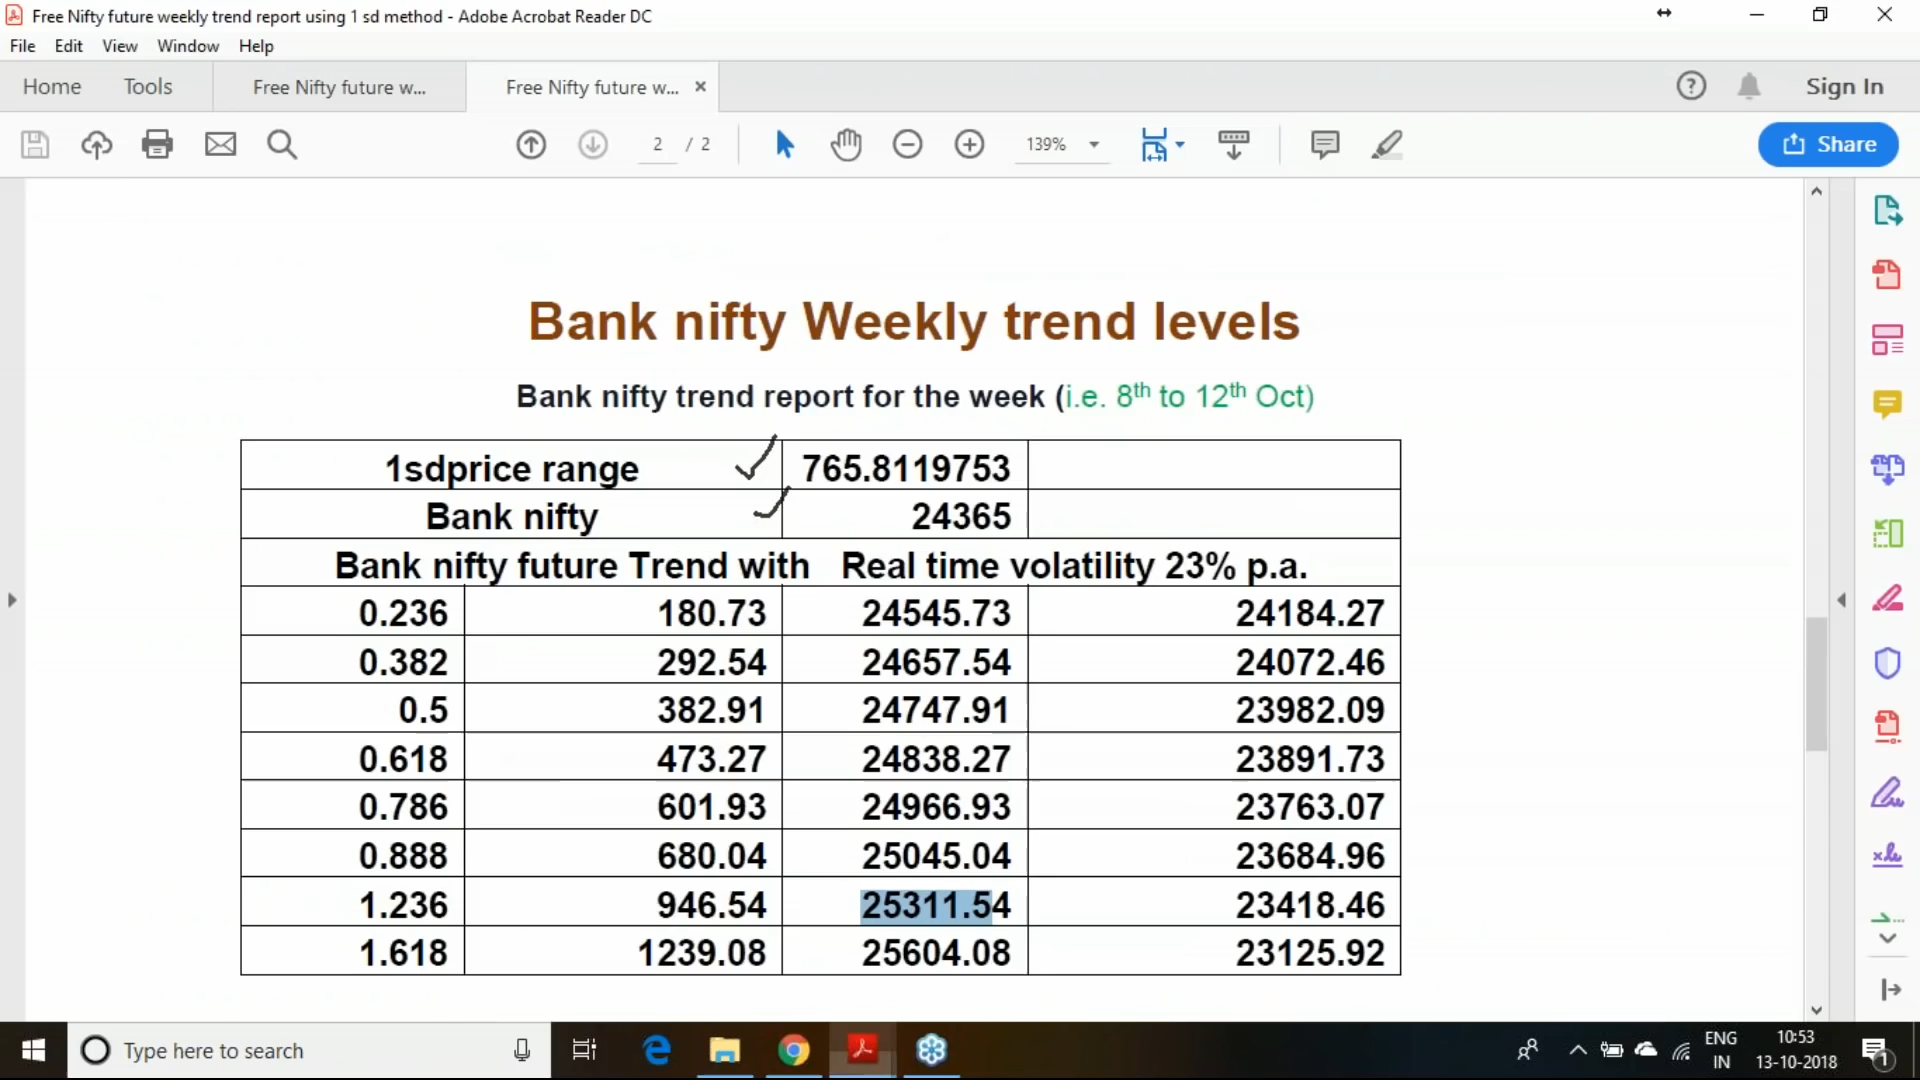 Free Nifty future weekly trend report using 1 sd method - Adobe Acrobat Reader DC
File Edit View Window Help
Home Tools Free Nifty future w... Free Nifty future w... × Sign In
2 / 2 139% Share
Bank nifty Weekly trend levels
Bank nifty trend report for the week (i.e. 8th to 12th Oct)
1sdprice range 765.8119753
Bank nifty 24365
Bank nifty future Trend with Real time volatility 23% p.a.
0.236 180.73 24545.73 24184.27
0.382 292.54 24657.54 24072.46
0.5 382.91 24747.91 23982.09
0.618 473.27 24838.27 23891.73
0.786 601.93 24966.93 23763.07
0.888 680.04 25045.04 23684.96
1.236 946.54 25311.54 23418.46
1.618 1239.08 25604.08 23125.92
Type here to search
ENG 10:53
IN 13-10-2018 1